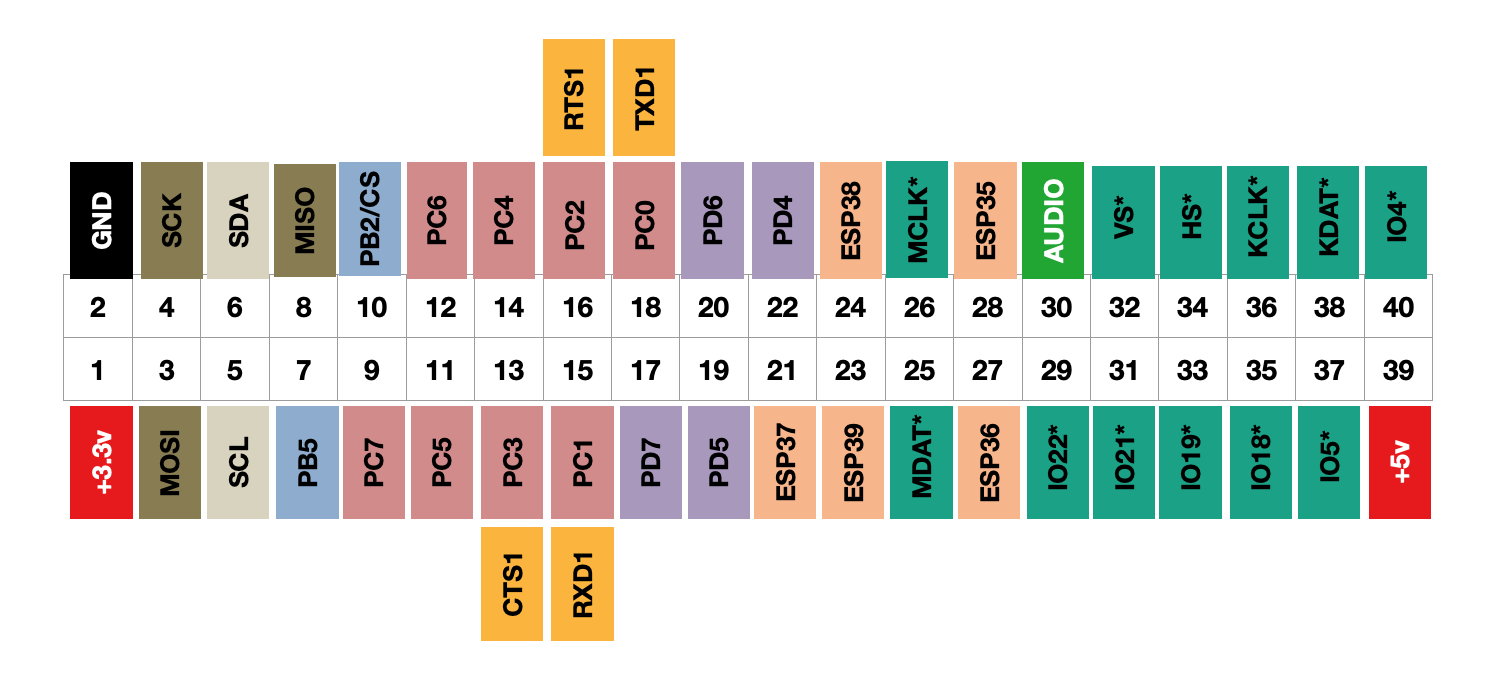 RTS1 TXD1
GND SCK SDA MISO PB2/CS PC6 PC4 PC2 PC0 PD6 PD4 ESP38 MCLK* ESP35 AUDIO VS* HS* KCLK* KDAT* IO4*
2 4 6 8 10 12 14 16 18 20 22 24 26 28 30 32 34 36 38 40
1 3 5 7 9 11 13 15 17 19 21 23 25 27 29 31 33 35 37 39
+3.3v MOSI SCL PB5 PC7 PC5 PC3 PC1 PD7 PD5 ESP37 ESP39 MDAT* ESP36 IO22* IO21* IO19* IO18* IO5* +5v
CTS1 RXD1